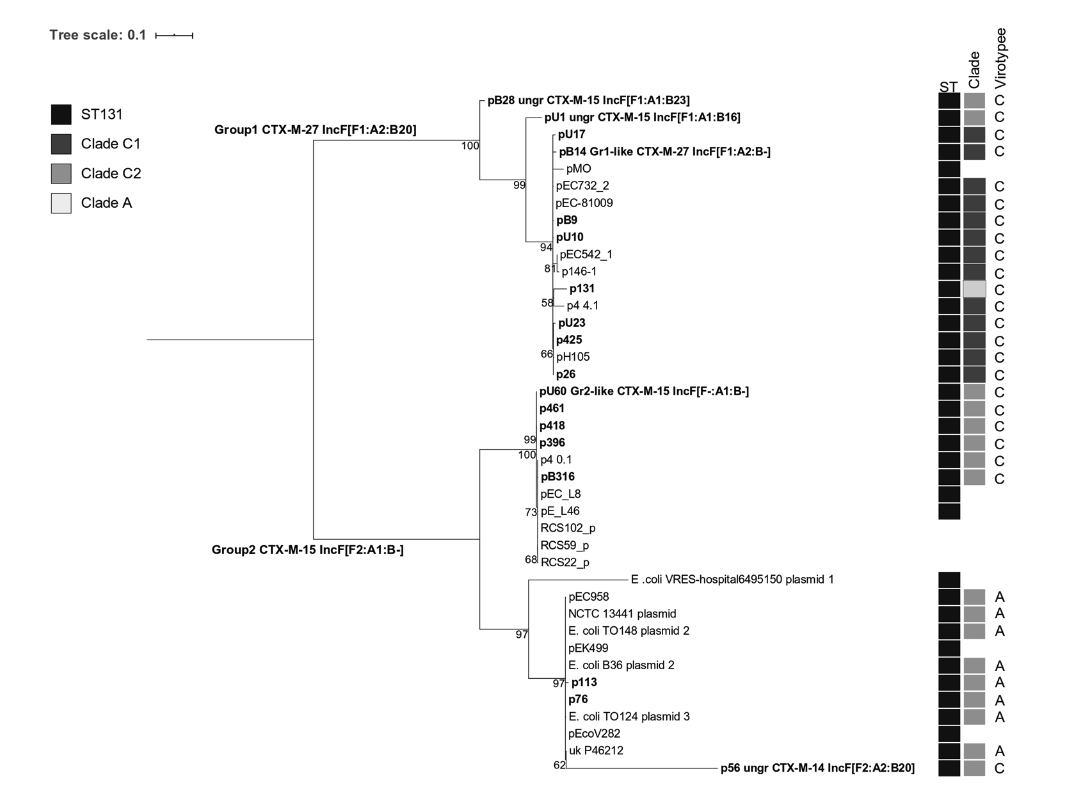 Tree scale: 0.1
ST131
Clade C1
Clade C2
Clade A
ST
Clade
Virotypee
Group1 CTX-M-27 IncF[F1:A2:B20]
pB28 ungr CTX-M-15 IncF[F1:A1:B23] C
pU1 ungr CTX-M-15 IncF[F1:A1:B16] C
pU17 C
pB14 Gr1-like CTX-M-27 IncF[F1:A2:B-] C
pMO
pEC732_2 C
pEC-81009 C
pB9 C
pU10 C
pEC542_1 C
p146-1 C
p131 C
p4 4.1 C
pU23 C
p425 C
pH105 C
p26 C
100
99
94
81
58
66
pU60 Gr2-like CTX-M-15 IncF[F-:A1:B-] C
p461 C
p418 C
p396 C
p4 0.1 C
pB316 C
pEC_L8
pE_L46
RCS102_p
RCS59_p
RCS22_p
99
100
73
68
Group2 CTX-M-15 IncF[F2:A1:B-]
E .coli VRES-hospital6495150 plasmid 1
pEC958 A
NCTC 13441 plasmid A
E. coli TO148 plasmid 2 A
pEK499
E. coli B36 plasmid 2 A
p113 A
p76 A
E. coli TO124 plasmid 3 A
pEcoV282
uk P46212 A
p56 ungr CTX-M-14 IncF[F2:A2:B20] C
97
97
62